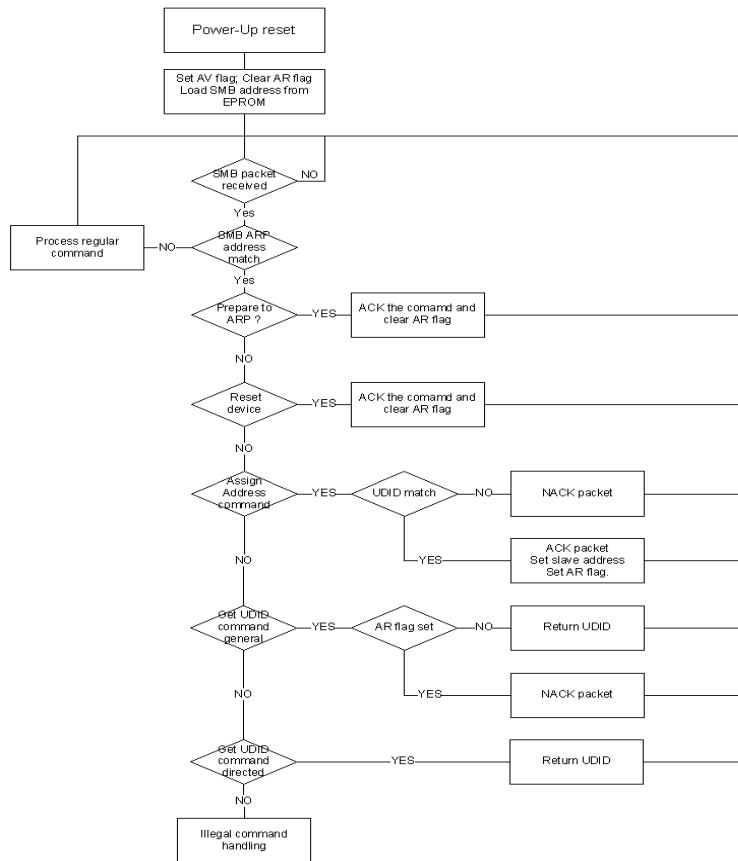 Power-Up reset
Set AV flag; Clear AR flag
Load SMB address from
EPROM
SMB packet
received
NO
Yes
Process regular
command
NO
SMB ARP
address
match
Yes
Prepare to
ARP ?
YES
ACK the comamd and
clear AR flag
NO
Reset
device
YES
ACK the comamd and
clear AR flag
NO
Assign
Address
command
YES
UDID match
NO
NACK packet
YES
ACK packet
Set slave address
Set AR flag.
NO
Get UDID
command
general
YES
AR flag set
NO
Return UDID
YES
NACK packet
NO
Get UDID
command
directed
YES
Return UDID
NO
Illegal command
handling